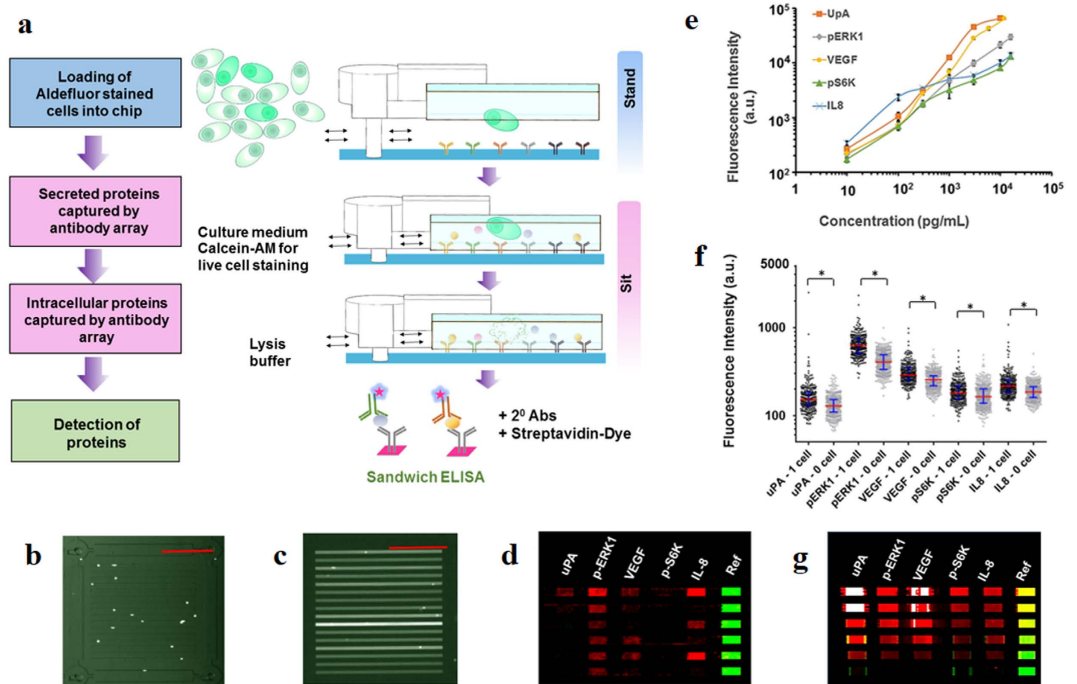 a
Loading of
Aldefluor stained
cells into chip
Secreted proteins
captured by
antibody array
Intracellular proteins
captured by antibody
array
Detection of
proteins
Culture medium
Calcein-AM for
live cell staining
Lysis
buffer
Stand
Sit
+ 2⁰ Abs
+ Streptavidin-Dye
Sandwich ELISA
e
Fluorescence Intensity
(a.u.)
10⁵
10⁴
10³
10²
UpA
pERK1
VEGF
pS6K
IL8
1
10
10²
10³
10⁴
10⁵
Concentration (pg/mL)
f
Fluorescence Intensity (a.u.)
5000
1000
100
*
*
*
*
*
uPA - 1 cell
uPA - 0 cell
pERK1 - 1 cell
pERK1 - 0 cell
VEGF - 1 cell
VEGF - 0 cell
pS6K - 1 cell
pS6K - 0 cell
IL8 - 1 cell
IL8 - 0 cell
b
c
d
uPA
p-ERK1
VEGF
p-S6K
IL-8
Ref
g
uPA
p-ERK1
VEGF
p-S6K
IL-8
Ref